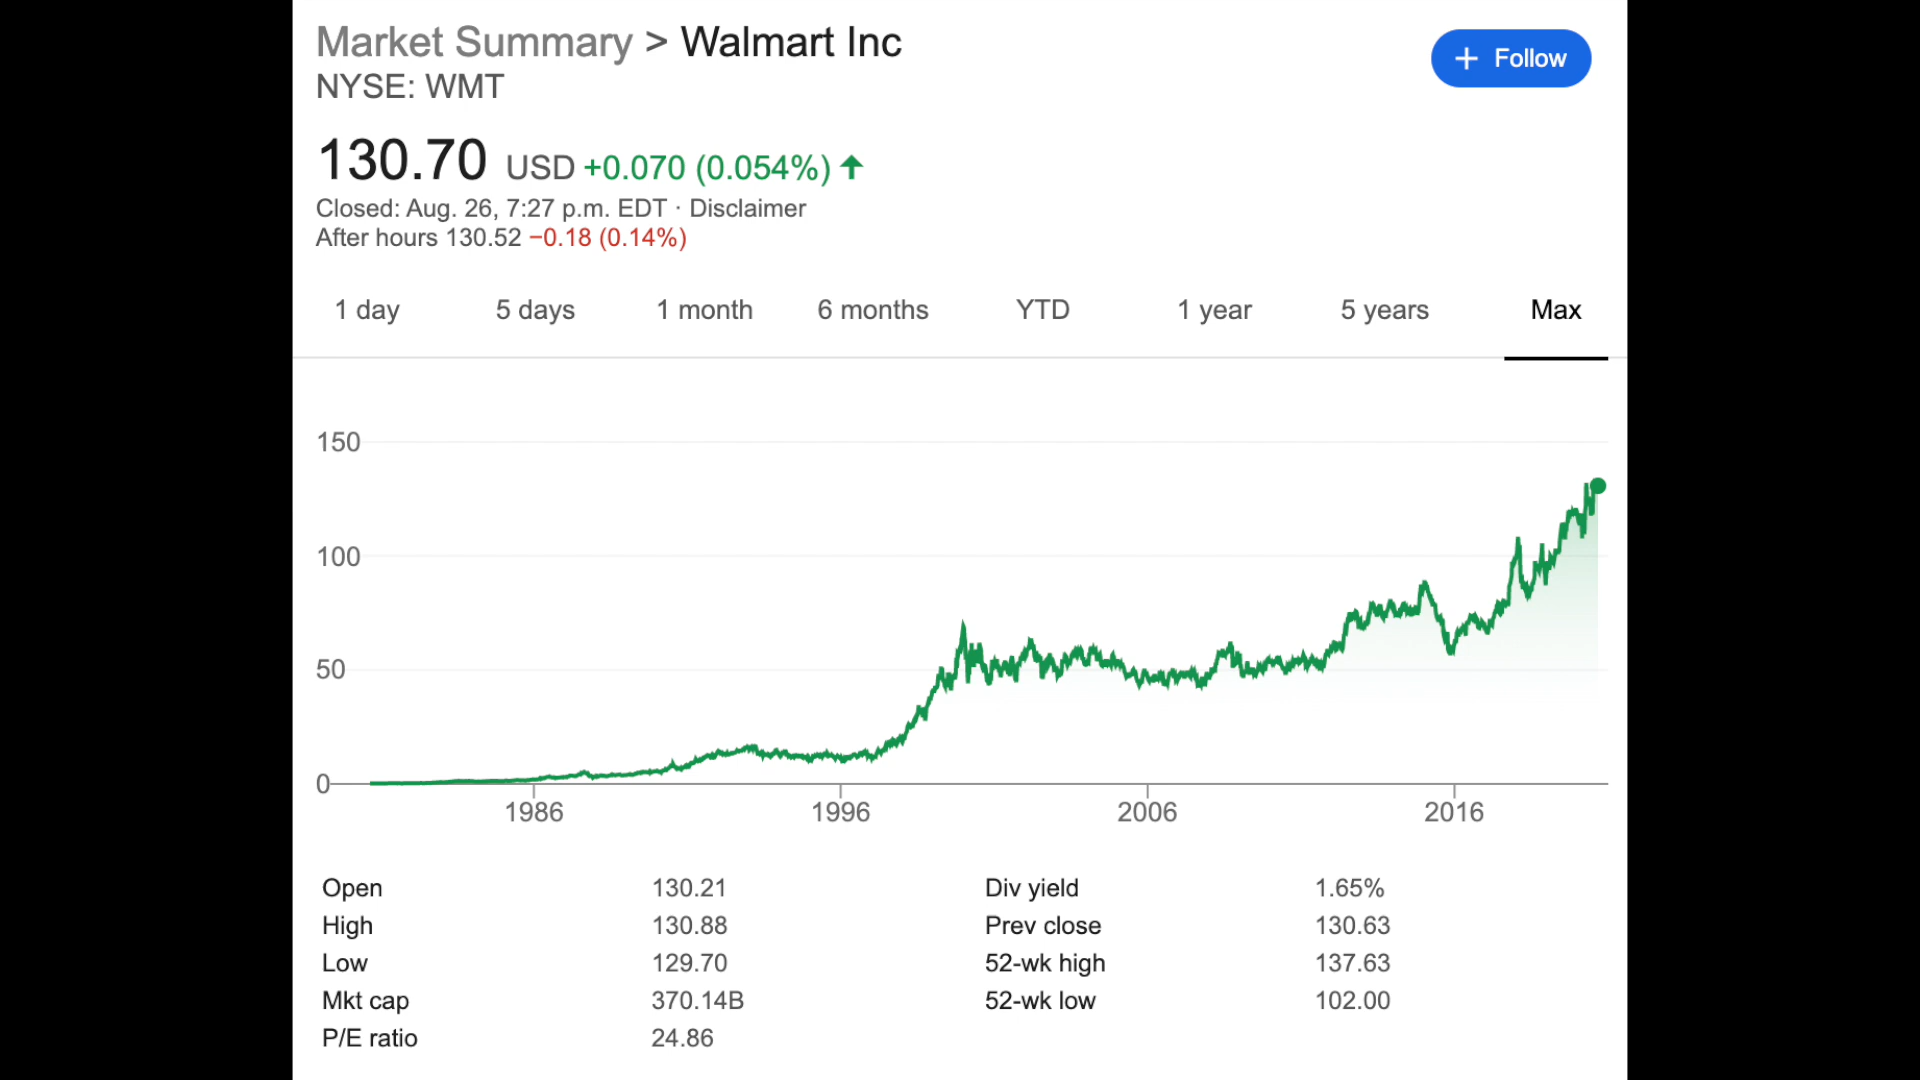 Market Summary > Walmart Inc
+ Follow
NYSE: WMT
130.70 USD +0.070 (0.054%)
Closed: Aug. 26, 7:27 p.m. EDT · Disclaimer
After hours 130.52 −0.18 (0.14%)
1 day 5 days 1 month 6 months YTD 1 year 5 years Max
150
100
50
0
1986 1996 2006 2016
Open 130.21 Div yield 1.65%
High 130.88 Prev close 130.63
Low 129.70 52-wk high 137.63
Mkt cap 370.14B 52-wk low 102.00
P/E ratio 24.86